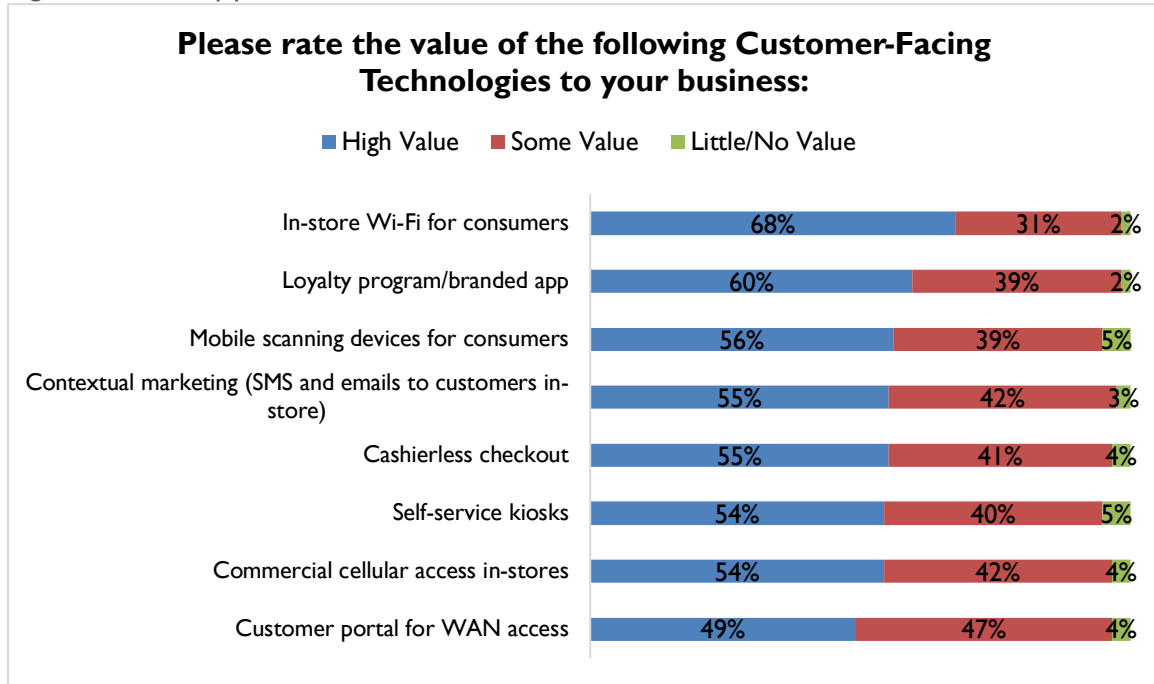 Please rate the value of the following Customer-Facing
Technologies to your business:
High Value Some Value Little/No Value
In-store Wi-Fi for consumers 68% 31% 2%
Loyalty program/branded app 60% 39% 2%
Mobile scanning devices for consumers 56% 39% 5%
Contextual marketing (SMS and emails to customers in-
store) 55% 42% 3%
Cashierless checkout 55% 41% 4%
Self-service kiosks 54% 40% 5%
Commercial cellular access in-stores 54% 42% 4%
Customer portal for WAN access 49% 47% 4%